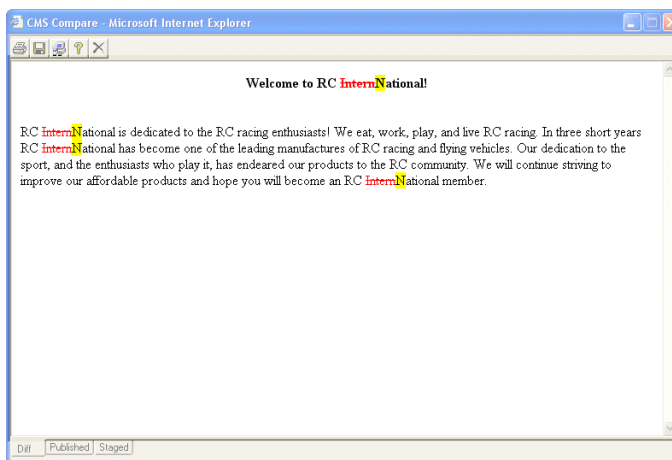 CMS Compare - Microsoft Internet Explorer
Welcome to RC InternNational!
RC InternNational is dedicated to the RC racing enthusiasts! We eat, work, play, and live RC racing. In three short years
RC InternNational has become one of the leading manufactures of RC racing and flying vehicles. Our dedication to the
sport, and the enthusiasts who play it, has endeared our products to the RC community. We will continue striving to
improve our affordable products and hope you will become an RC InternNational member.
Diff Published Staged